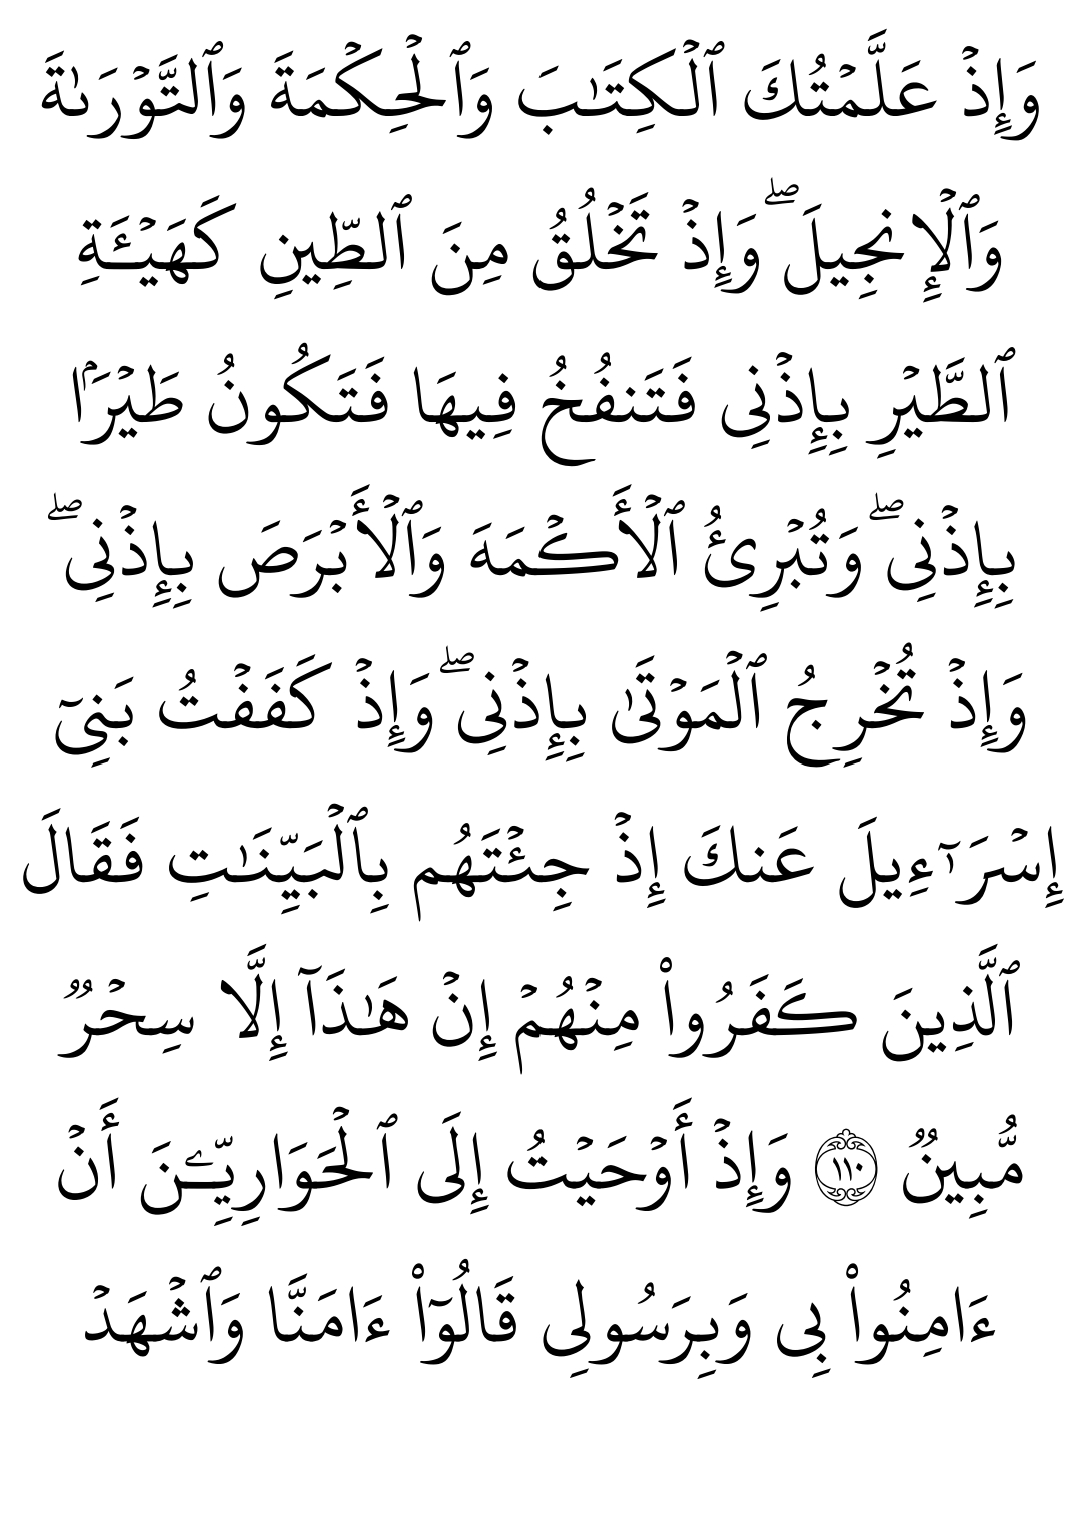 وَإِذۡ عَلَّمۡتُكَ ٱلۡكِتَٰبَ وَٱلۡحِكۡمَةَ وَٱلتَّوۡرَىٰةَ
وَٱلۡإِنجِيلَۖ وَإِذۡ تَخۡلُقُ مِنَ ٱلطِّينِ كَهَيۡـَٔةِ
ٱلطَّيۡرِ بِإِذۡنِي فَتَنفُخُ فِيهَا فَتَكُونُ طَيۡرَۢا
بِإِذۡنِيۖ وَتُبۡرِئُ ٱلۡأَكۡمَهَ وَٱلۡأَبۡرَصَ بِإِذۡنِيۖ
وَإِذۡ تُخۡرِجُ ٱلۡمَوۡتَىٰ بِإِذۡنِيۖ وَإِذۡ كَفَفۡتُ بَنِيٓ
إِسۡرَـٰٓءِيلَ عَنكَ إِذۡ جِئۡتَهُم بِٱلۡبَيِّنَٰتِ فَقَالَ
ٱلَّذِينَ كَفَرُواْ مِنۡهُمۡ إِنۡ هَٰذَآ إِلَّا سِحۡرٞ
مُّبِينٞ ١١٠ وَإِذۡ أَوۡحَيۡتُ إِلَى ٱلۡحَوَارِيِّـۧنَ أَنۡ
ءَامِنُواْ بِي وَبِرَسُولِي قَالُوٓاْ ءَامَنَّا وَٱشۡهَدۡ